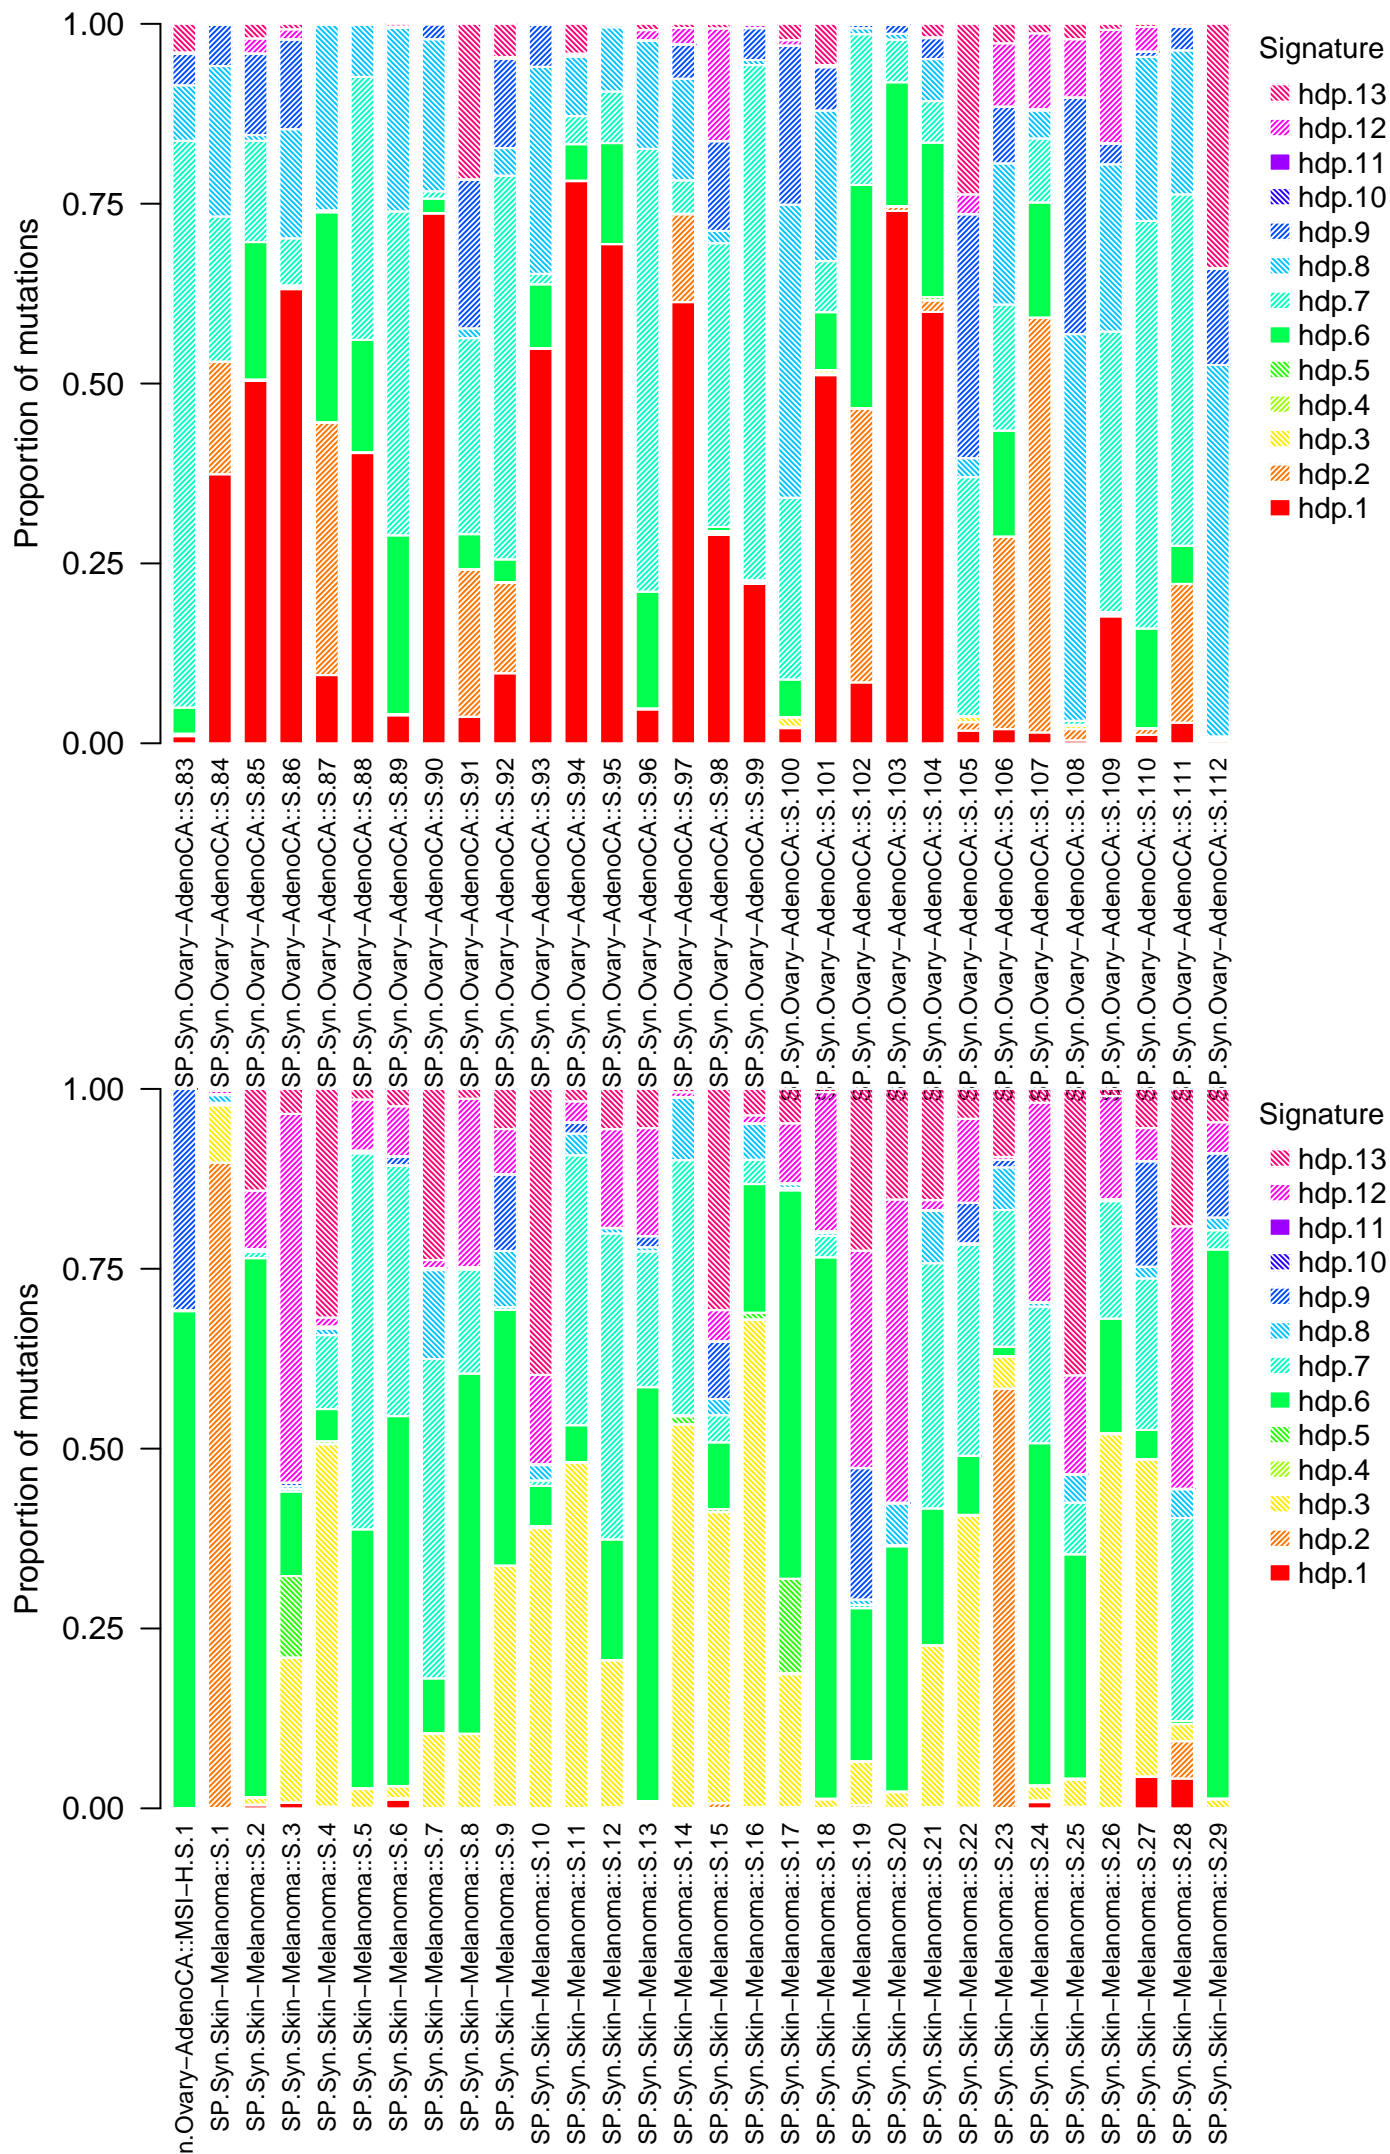 1.00
0.75
0.50
0.25
0.00
Proportion of mutations
Signature
hdp.13
hdp.12
hdp.11
hdp.10
hdp.9
hdp.8
hdp.7
hdp.6
hdp.5
hdp.4
hdp.3
hdp.2
hdp.1
SP.Syn.Ovary−AdenoCA::S.83
SP.Syn.Ovary−AdenoCA::S.84
SP.Syn.Ovary−AdenoCA::S.85
SP.Syn.Ovary−AdenoCA::S.86
SP.Syn.Ovary−AdenoCA::S.87
SP.Syn.Ovary−AdenoCA::S.88
SP.Syn.Ovary−AdenoCA::S.89
SP.Syn.Ovary−AdenoCA::S.90
SP.Syn.Ovary−AdenoCA::S.91
SP.Syn.Ovary−AdenoCA::S.92
SP.Syn.Ovary−AdenoCA::S.93
SP.Syn.Ovary−AdenoCA::S.94
SP.Syn.Ovary−AdenoCA::S.95
SP.Syn.Ovary−AdenoCA::S.96
SP.Syn.Ovary−AdenoCA::S.97
SP.Syn.Ovary−AdenoCA::S.98
SP.Syn.Ovary−AdenoCA::S.99
SP.Syn.Ovary−AdenoCA::S.100
SP.Syn.Ovary−AdenoCA::S.101
SP.Syn.Ovary−AdenoCA::S.102
SP.Syn.Ovary−AdenoCA::S.103
SP.Syn.Ovary−AdenoCA::S.104
SP.Syn.Ovary−AdenoCA::S.105
SP.Syn.Ovary−AdenoCA::S.106
SP.Syn.Ovary−AdenoCA::S.107
SP.Syn.Ovary−AdenoCA::S.108
SP.Syn.Ovary−AdenoCA::S.109
SP.Syn.Ovary−AdenoCA::S.110
SP.Syn.Ovary−AdenoCA::S.111
SP.Syn.Ovary−AdenoCA::S.112
1.00
0.75
0.50
0.25
0.00
Proportion of mutations
Signature
hdp.13
hdp.12
hdp.11
hdp.10
hdp.9
hdp.8
hdp.7
hdp.6
hdp.5
hdp.4
hdp.3
hdp.2
hdp.1
n.Ovary−AdenoCA::MSI−H.S.1
SP.Syn.Skin−Melanoma::S.1
SP.Syn.Skin−Melanoma::S.2
SP.Syn.Skin−Melanoma::S.3
SP.Syn.Skin−Melanoma::S.4
SP.Syn.Skin−Melanoma::S.5
SP.Syn.Skin−Melanoma::S.6
SP.Syn.Skin−Melanoma::S.7
SP.Syn.Skin−Melanoma::S.8
SP.Syn.Skin−Melanoma::S.9
SP.Syn.Skin−Melanoma::S.10
SP.Syn.Skin−Melanoma::S.11
SP.Syn.Skin−Melanoma::S.12
SP.Syn.Skin−Melanoma::S.13
SP.Syn.Skin−Melanoma::S.14
SP.Syn.Skin−Melanoma::S.15
SP.Syn.Skin−Melanoma::S.16
SP.Syn.Skin−Melanoma::S.17
SP.Syn.Skin−Melanoma::S.18
SP.Syn.Skin−Melanoma::S.19
SP.Syn.Skin−Melanoma::S.20
SP.Syn.Skin−Melanoma::S.21
SP.Syn.Skin−Melanoma::S.22
SP.Syn.Skin−Melanoma::S.23
SP.Syn.Skin−Melanoma::S.24
SP.Syn.Skin−Melanoma::S.25
SP.Syn.Skin−Melanoma::S.26
SP.Syn.Skin−Melanoma::S.27
SP.Syn.Skin−Melanoma::S.28
SP.Syn.Skin−Melanoma::S.29